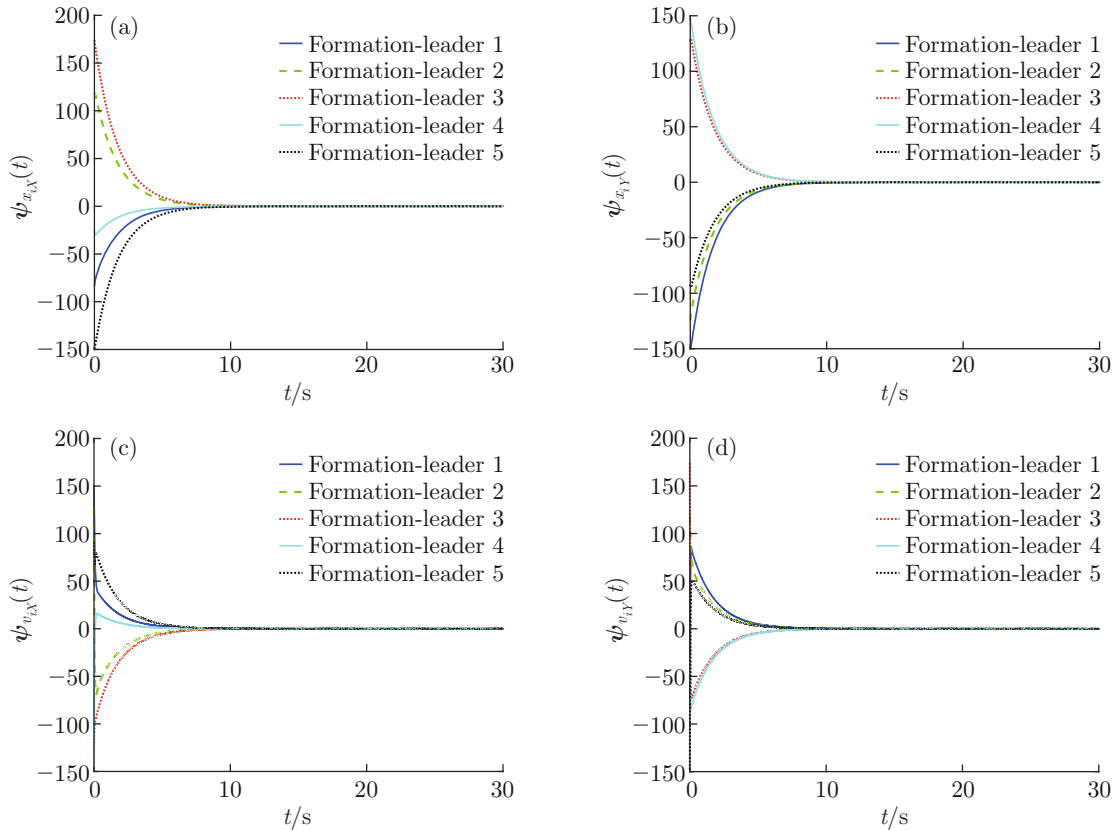 (a)
Formation-leader 1
Formation-leader 2
Formation-leader 3
Formation-leader 4
Formation-leader 5
200
150
100
50
0
−50
−100
−150
0
10
20
30
t/s
ψ_{x_{iX}}(t)
(b)
Formation-leader 1
Formation-leader 2
Formation-leader 3
Formation-leader 4
Formation-leader 5
150
100
50
0
−50
−100
−150
0
10
20
30
t/s
ψ_{x_{iY}}(t)
(c)
Formation-leader 1
Formation-leader 2
Formation-leader 3
Formation-leader 4
Formation-leader 5
200
150
100
50
0
−50
−100
−150
0
10
20
30
t/s
ψ_{v_{iX}}(t)
(d)
Formation-leader 1
Formation-leader 2
Formation-leader 3
Formation-leader 4
Formation-leader 5
200
150
100
50
0
−50
−100
−150
0
10
20
30
t/s
ψ_{v_{iY}}(t)